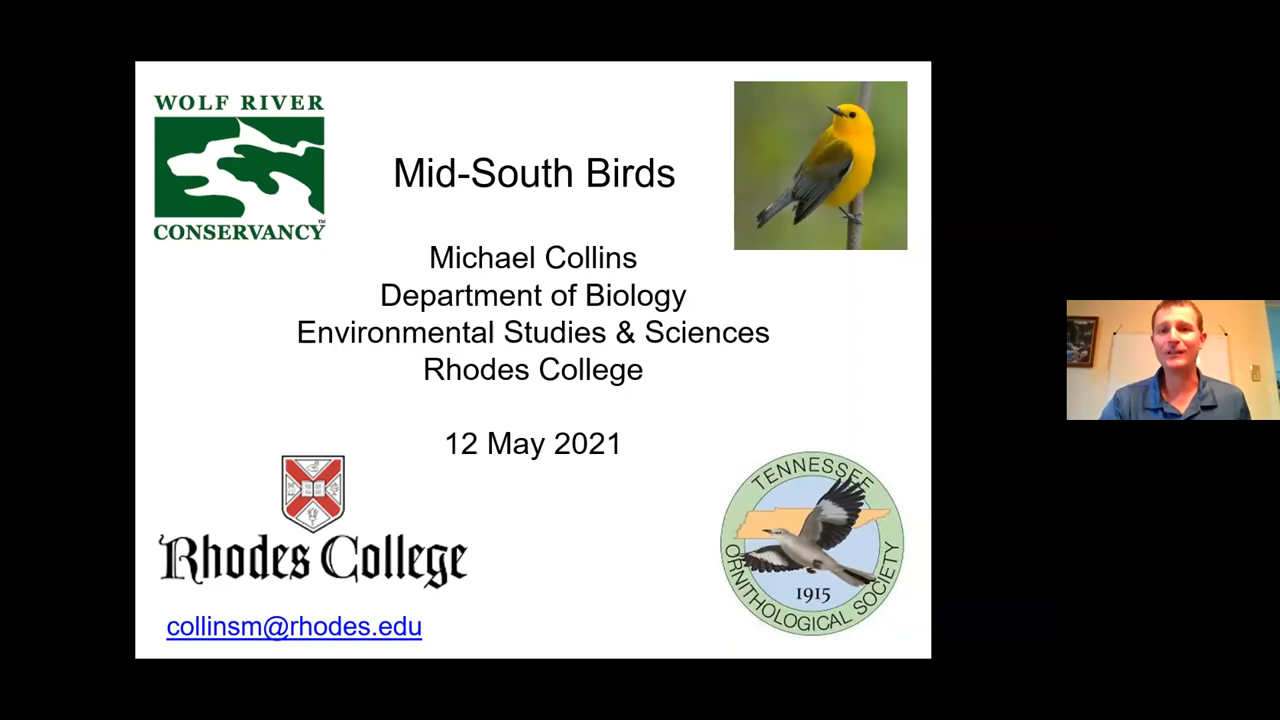 WOLF RIVER
CONSERVANCY
TM
Mid-South Birds
Michael Collins
Department of Biology
Environmental Studies & Sciences
Rhodes College
12 May 2021
Rhodes College
collinsm@rhodes.edu
TENNESSEE
ORNITHOLOGICAL SOCIETY
1915